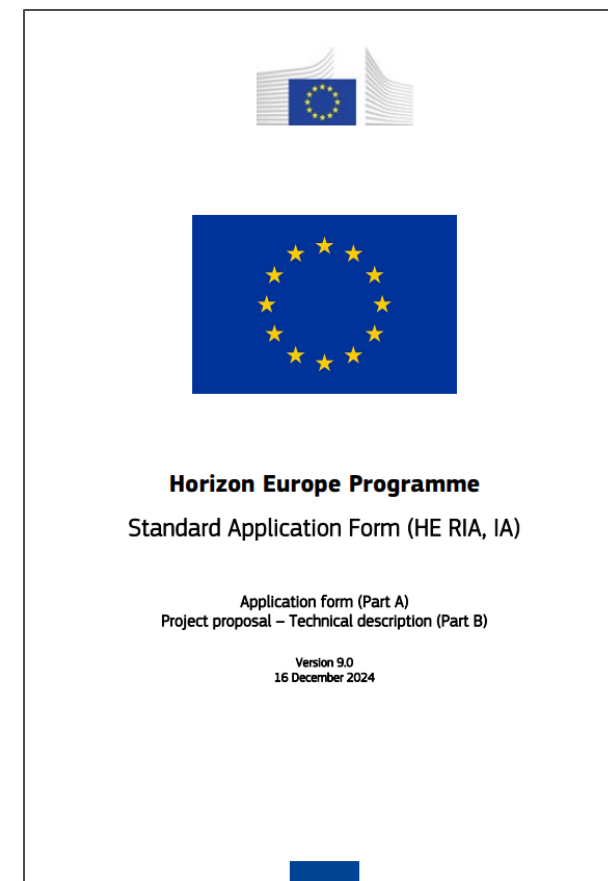 Horizon Europe Programme
Standard Application Form (HE RIA, IA)
Application form (Part A)
Project proposal – Technical description (Part B)
Version 9.0
16 December 2024